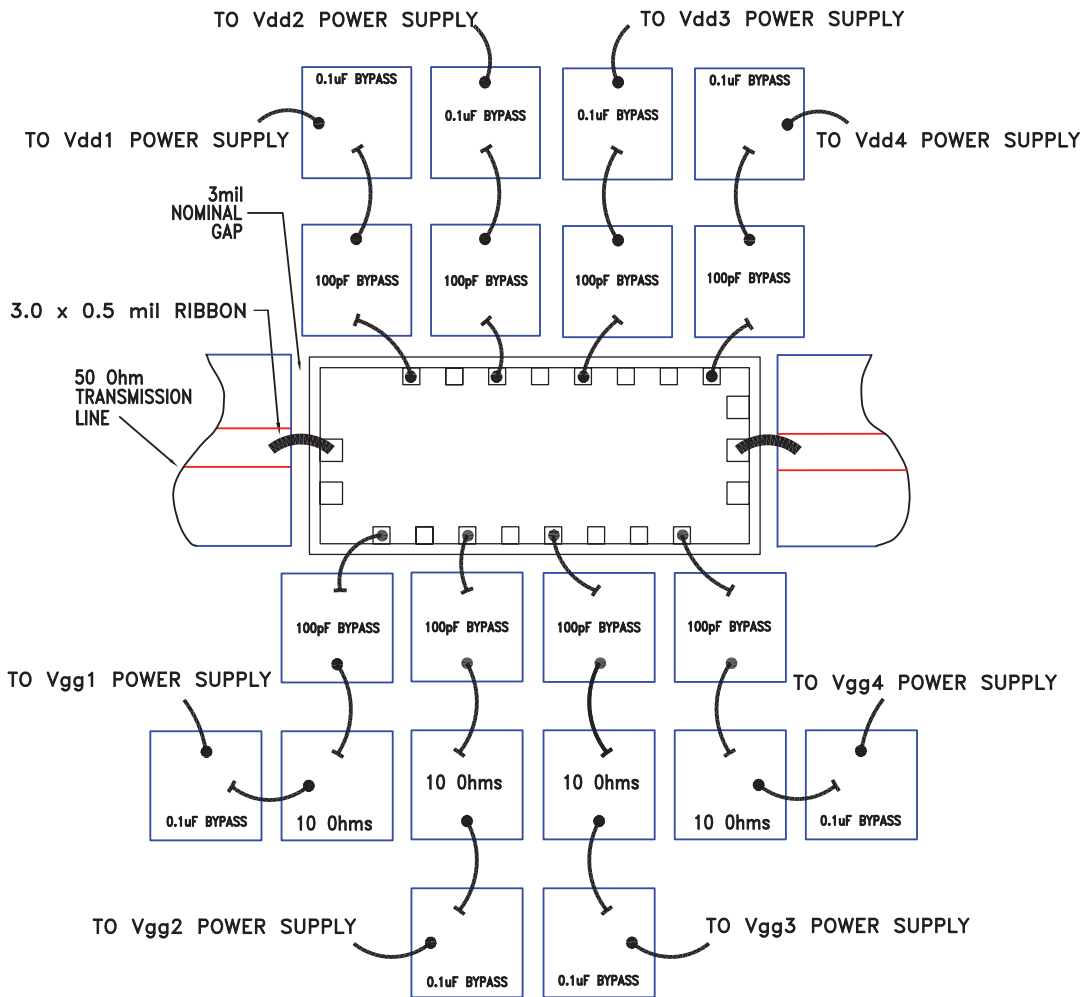 TO Vdd2 POWER SUPPLY
TO Vdd3 POWER SUPPLY
0.1uF BYPASS
0.1uF BYPASS
0.1uF BYPASS
0.1uF BYPASS
TO Vdd1 POWER SUPPLY
TO Vdd4 POWER SUPPLY
3mil
NOMINAL
GAP
100pF BYPASS
100pF BYPASS
100pF BYPASS
100pF BYPASS
3.0 x 0.5 mil RIBBON
50 Ohm
TRANSMISSION
LINE
100pF BYPASS
100pF BYPASS
100pF BYPASS
100pF BYPASS
TO Vgg1 POWER SUPPLY
TO Vgg4 POWER SUPPLY
10 Ohms
10 Ohms
0.1uF BYPASS
10 Ohms
10 Ohms
0.1uF BYPASS
TO Vgg2 POWER SUPPLY
TO Vgg3 POWER SUPPLY
0.1uF BYPASS
0.1uF BYPASS